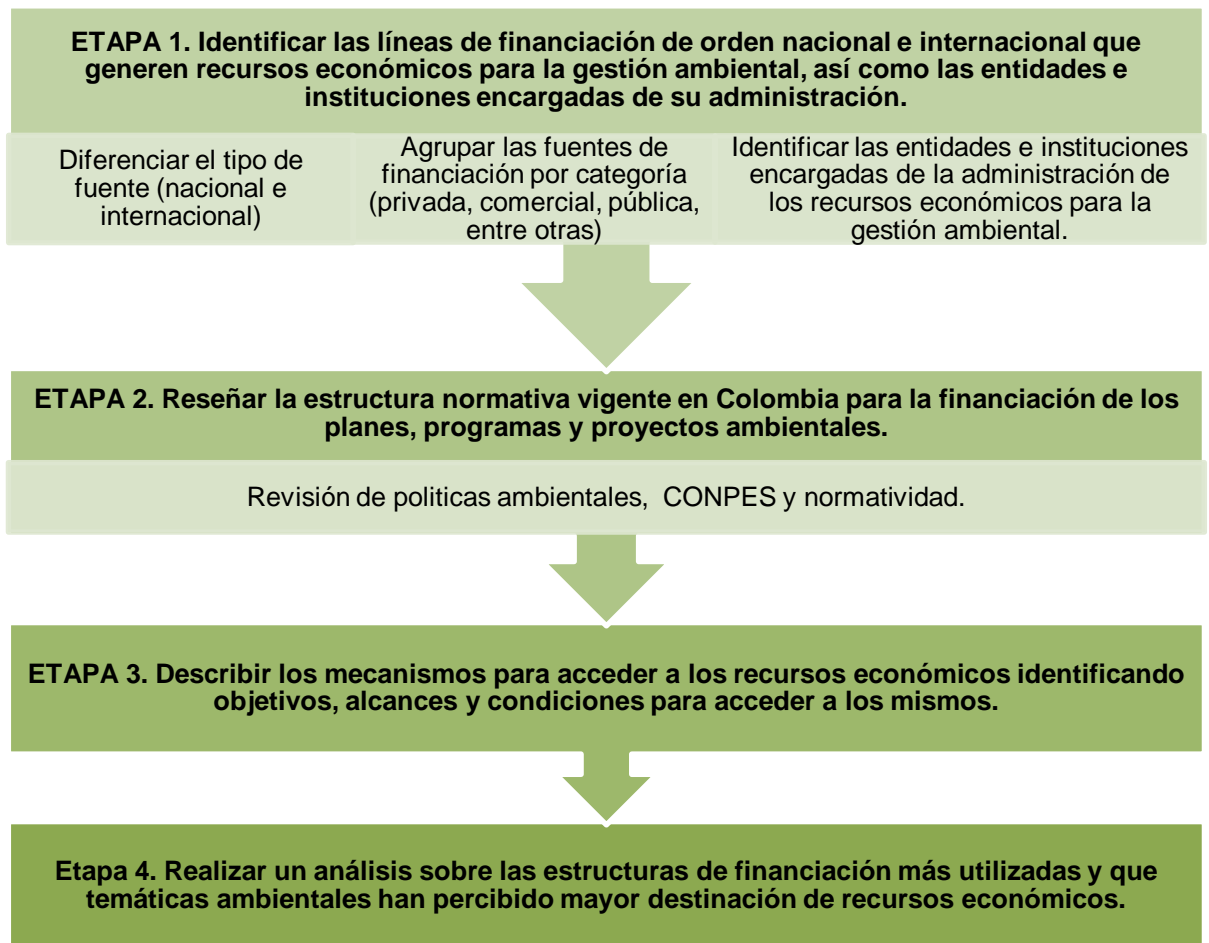 ETAPA 1. Identificar las líneas de financiación de orden nacional e internacional que
generen recursos económicos para la gestión ambiental, así como las entidades e
instituciones encargadas de su administración.
Diferenciar el tipo de
fuente (nacional e
internacional)
Agrupar las fuentes de
financiación por categoría
(privada, comercial, pública,
entre otras)
Identificar las entidades e instituciones
encargadas de la administración de
los recursos económicos para la
gestión ambiental.
ETAPA 2. Reseñar la estructura normativa vigente en Colombia para la financiación de los
planes, programas y proyectos ambientales.
Revisión de politicas ambientales, CONPES y normatividad.
ETAPA 3. Describir los mecanismos para acceder a los recursos económicos identificando
objetivos, alcances y condiciones para acceder a los mismos.
Etapa 4. Realizar un análisis sobre las estructuras de financiación más utilizadas y que
temáticas ambientales han percibido mayor destinación de recursos económicos.